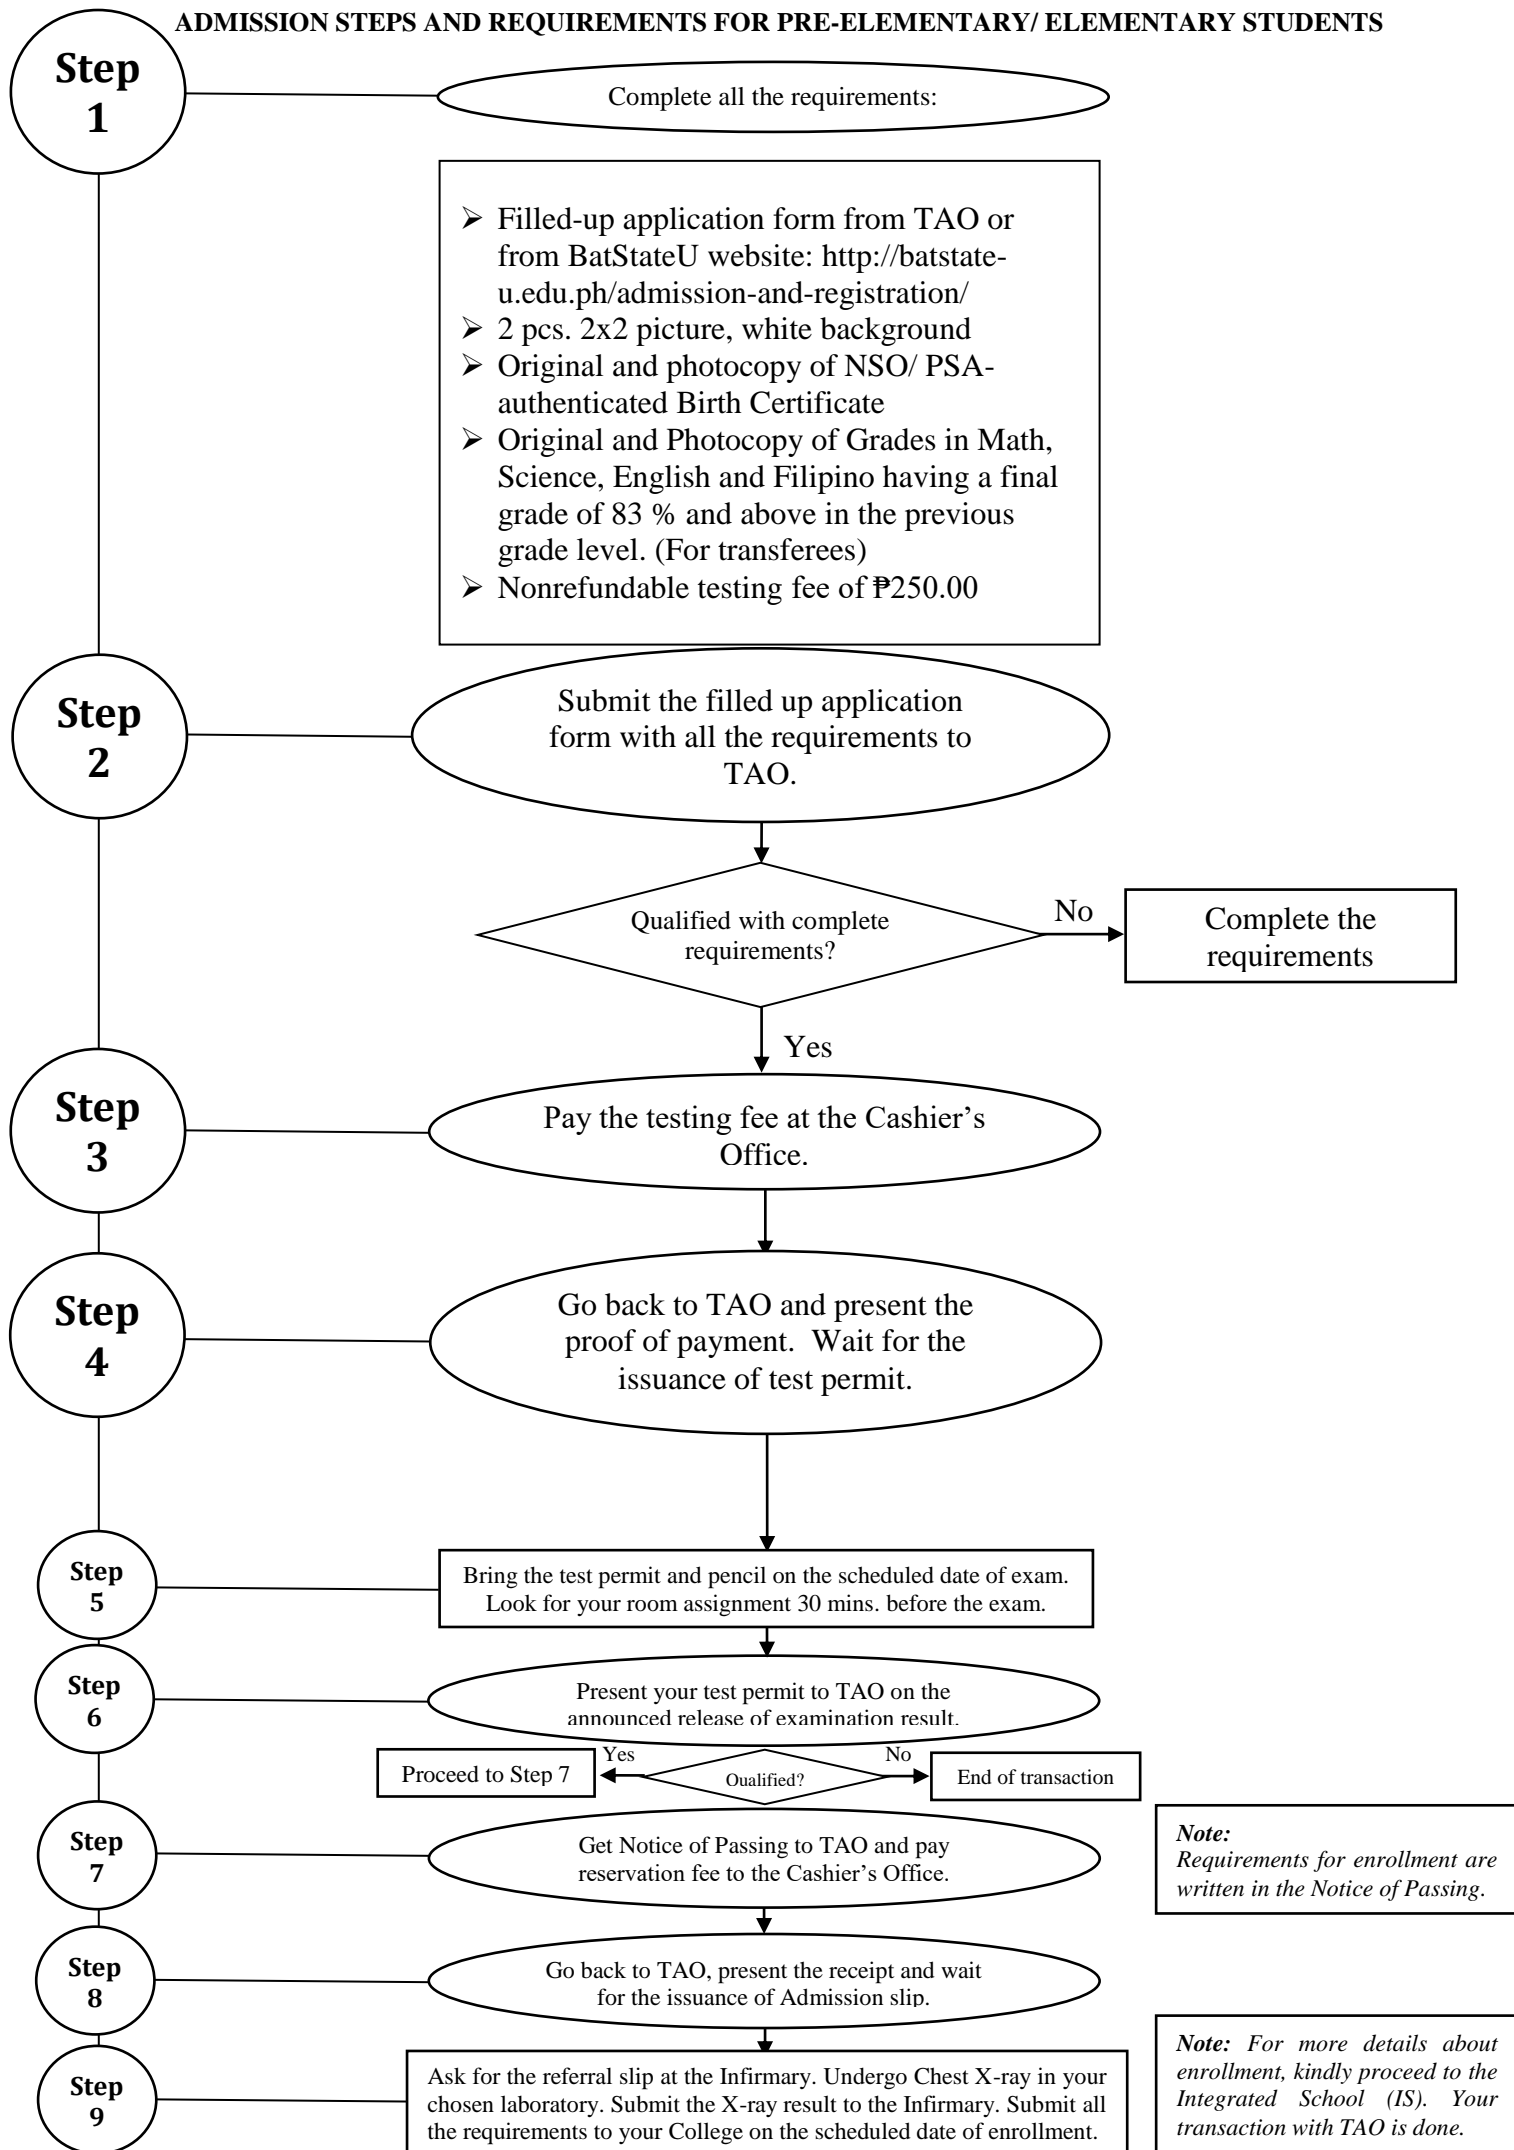 ADMISSION STEPS AND REQUIREMENTS FOR PRE-ELEMENTARY/ ELEMENTARY STUDENTS
Step
1
Complete all the requirements:
➢ Filled-up application form from TAO or
from BatStateU website: http://batstate-
u.edu.ph/admission-and-registration/
➢ 2 pcs. 2x2 picture, white background
➢ Original and photocopy of NSO/ PSA-
authenticated Birth Certificate
➢ Original and Photocopy of Grades in Math,
Science, English and Filipino having a final
grade of 83 % and above in the previous
grade level. (For transferees)
➢ Nonrefundable testing fee of ₱250.00
Step
2
Submit the filled up application
form with all the requirements to
TAO.
Qualified with complete
requirements?
No
Complete the
requirements
Yes
Step
3
Pay the testing fee at the Cashier’s
Office.
Step
4
Go back to TAO and present the
proof of payment.  Wait for the
issuance of test permit.
Step
5
Bring the test permit and pencil on the scheduled date of exam.
Look for your room assignment 30 mins. before the exam.
Step
6
Present your test permit to TAO on the
announced release of examination result.
Proceed to Step 7
Yes
Qualified?
No
End of transaction
Step
7
Get Notice of Passing to TAO and pay
reservation fee to the Cashier’s Office.
Note:
Requirements for enrollment are
written in the Notice of Passing.
Step
8
Go back to TAO, present the receipt and wait
for the issuance of Admission slip.
Step
9
Ask for the referral slip at the Infirmary. Undergo Chest X-ray in your
chosen laboratory. Submit the X-ray result to the Infirmary. Submit all
the requirements to your College on the scheduled date of enrollment.
Note: For more details about
enrollment, kindly proceed to the
Integrated School (IS). Your
transaction with TAO is done.